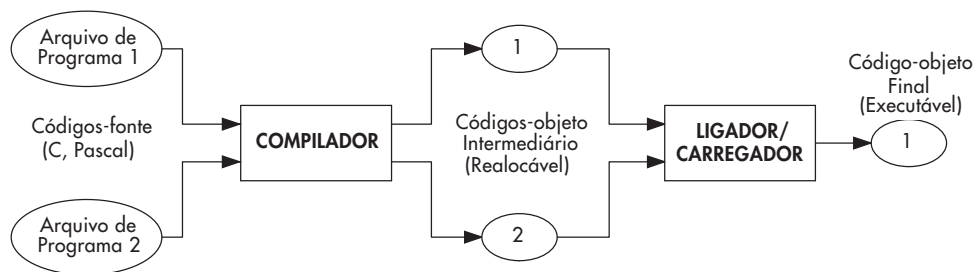 Arquivo de
Programa 1
Códigos-fonte
(C, Pascal)
Arquivo de
Programa 2
COMPILADOR
1
Códigos-objeto
Intermediário
(Realocável)
2
LIGADOR/
CARREGADOR
Código-objeto
Final
(Executável)
1